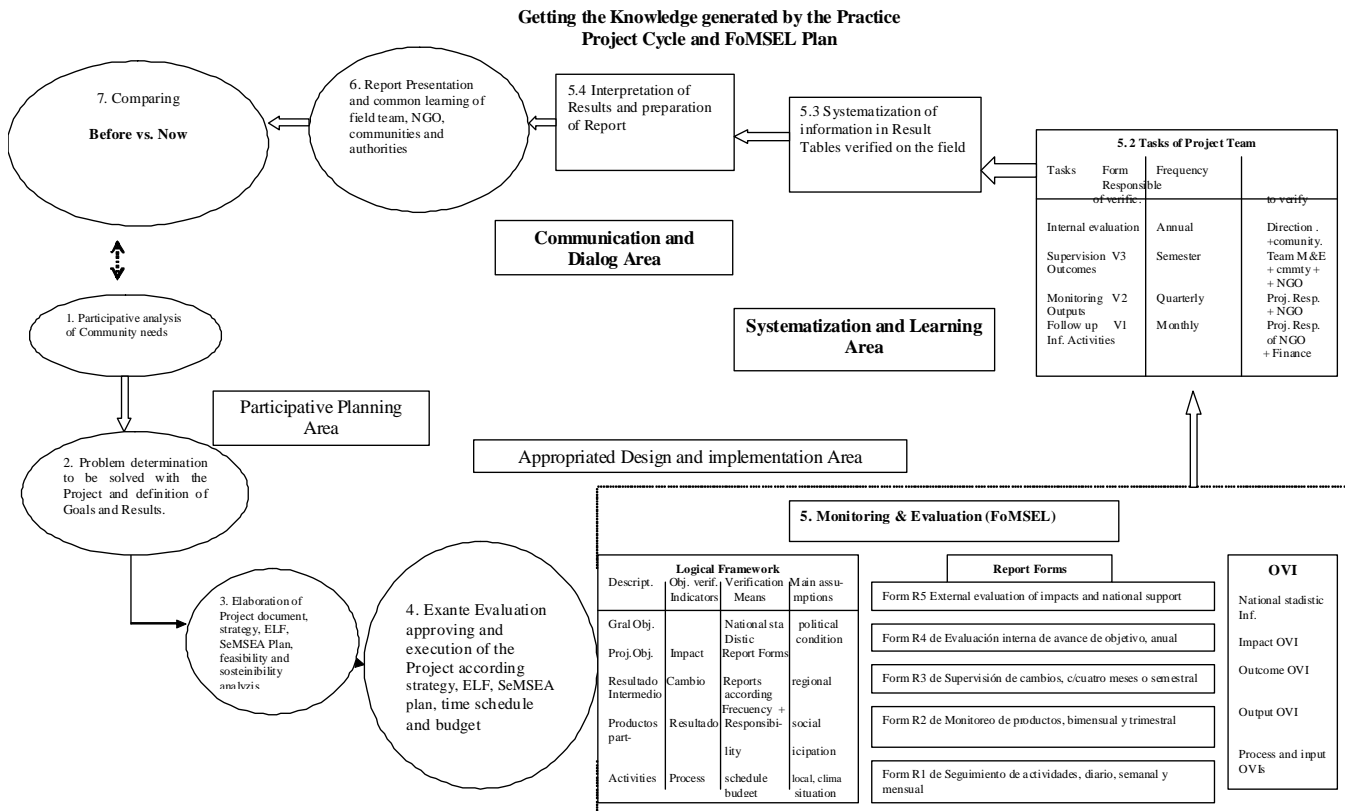 Getting the Knowledge generated by the Practice
Project Cycle and FoMSEL Plan
7. Comparing
Before vs. Now
6. Report Presentation
and common learning of
field team, NGO,
communities and
authorities
5.4 Interpretation of
Results and preparation
of Report
5.3 Systematization of
information in Result
Tables verified on the field
5. 2 Tasks of Project Team
Tasks Form Frequency
Responsible
of verific. to verify
Internal evaluation Annual Direction .
+comunity.
Supervision V3 Semester Team M&E
Outcomes + cmmty +
+ NGO
Monitoring V2 Quarterly Proj. Resp.
Outputs + NGO
Follow up V1 Monthly Proj. Resp.
Inf. Activities of NGO
+ Finance
Communication and
Dialog Area
Systematization and Learning
Area
1. Participative analysis
of Community needs
Participative Planning
Area
2. Problem determination
to be solved with the
Project and definition of
Goals and Results.
Appropriated Design and implementation Area
3. Elaboration of
Project document,
strategy, ELF,
SeMSEA Plan,
feasibility and
sosteinibility
analyzis
4. Exante Evaluation
approving and
execution of the
Project according
strategy, ELF, SeMSEA
plan, time schedule
and budget
5. Monitoring & Evaluation (FoMSEL)
Logical Framework
Descript. Obj. verif. Verification Main assu-
Indicators Means mptions
Gral Obj. National sta political
Distic condition
Proj.Obj. Impact Report Forms
Resultado Cambio Reports regional
Intermedio according
Frecuency +
Productos Resultado Responsibi- social
part- lity icipation
Activities Process schedule local, clima
budget situation
Report Forms
Form R5 External evaluation of impacts and national support
Form R4 de Evaluación interna de avance de objetivo, anual
Form R3 de Supervisión de cambios, c/cuatro meses o semestral
Form R2 de Monitoreo de productos, bimensual y trimestral
Form R1 de Seguimiento de actividades, diario, semanal y
mensual
OVI
National stadistic
Inf.
Impact OVI
Outcome OVI
Output OVI
Process and input
OVIs